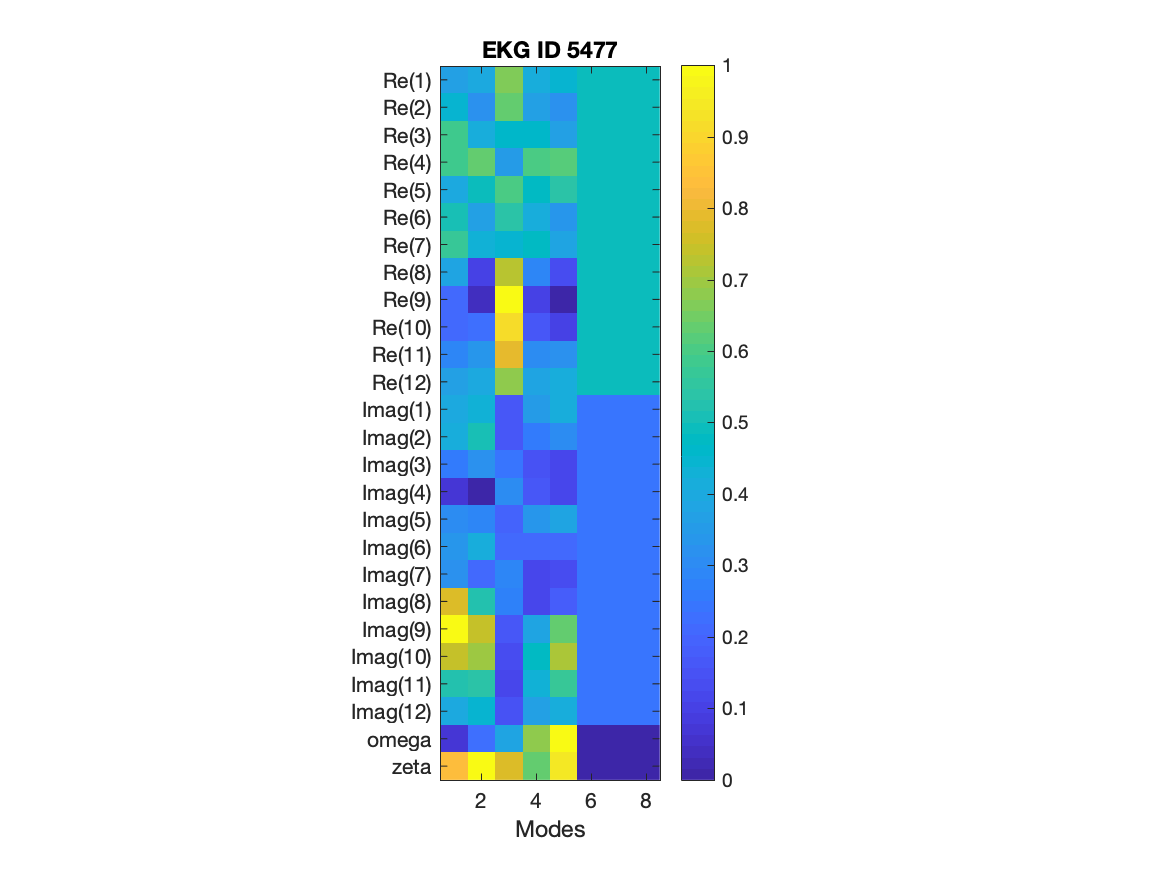 EKG ID 5477
Re(1)
Re(2)
Re(3)
Re(4)
Re(5)
Re(6)
Re(7)
Re(8)
Re(9)
Re(10)
Re(11)
Re(12)
Imag(1)
Imag(2)
Imag(3)
Imag(4)
Imag(5)
Imag(6)
Imag(7)
Imag(8)
Imag(9)
Imag(10)
Imag(11)
Imag(12)
omega
zeta
2 4 6 8
Modes
1
0.9
0.8
0.7
0.6
0.5
0.4
0.3
0.2
0.1
0